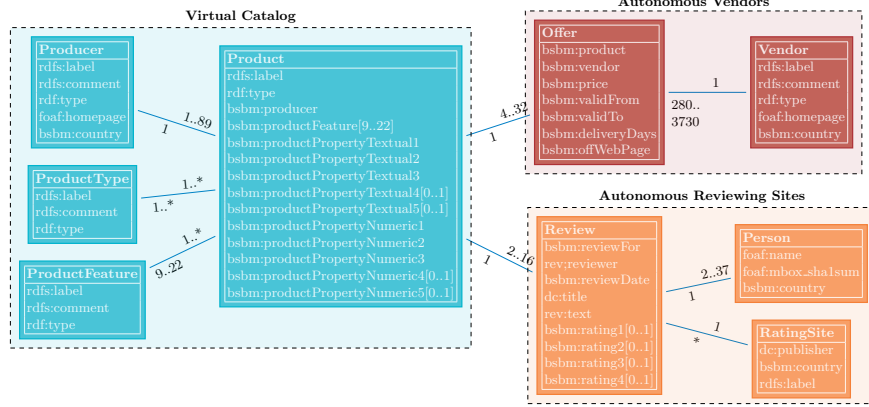 Virtual Catalog
Producer
rdfs:label
rdfs:comment
rdf:type
foaf:homepage
bsbm:country
1..89
1
ProductType
rdfs:label
rdfs:comment
rdf:type
1..*
1..*
ProductFeature
rdfs:label
rdfs:comment
rdf:type
1..*
9..22
Product
rdfs:label
rdf:type
bsbm:producer
bsbm:productFeature[9..22]
bsbm:productPropertyTextual1
bsbm:productPropertyTextual2
bsbm:productPropertyTextual3
bsbm:productPropertyTextual4[0..1]
bsbm:productPropertyTextual5[0..1]
bsbm:productPropertyNumeric1
bsbm:productPropertyNumeric2
bsbm:productPropertyNumeric3
bsbm:productPropertyNumeric4[0..1]
bsbm:productPropertyNumeric5[0..1]
4..32
1
2..16
1
Autonomous Vendors
Offer
bsbm:product
bsbm:vendor
bsbm:price
bsbm:validFrom
bsbm:validTo
bsbm:deliveryDays
bsbm:offWebPage
1
280..
3730
Vendor
rdfs:label
rdfs:comment
rdf:type
foaf:homepage
bsbm:country
Autonomous Reviewing Sites
Review
bsbm:reviewFor
rev;reviewer
bsbm:reviewDate
dc:title
rev:text
bsbm:rating1[0..1]
bsbm:rating2[0..1]
bsbm:rating3[0..1]
bsbm:rating4[0..1]
2..37
1
1
*
Person
foaf:name
foaf:mbox_sha1sum
bsbm:country
RatingSite
dc:publisher
bsbm:country
rdfs:label